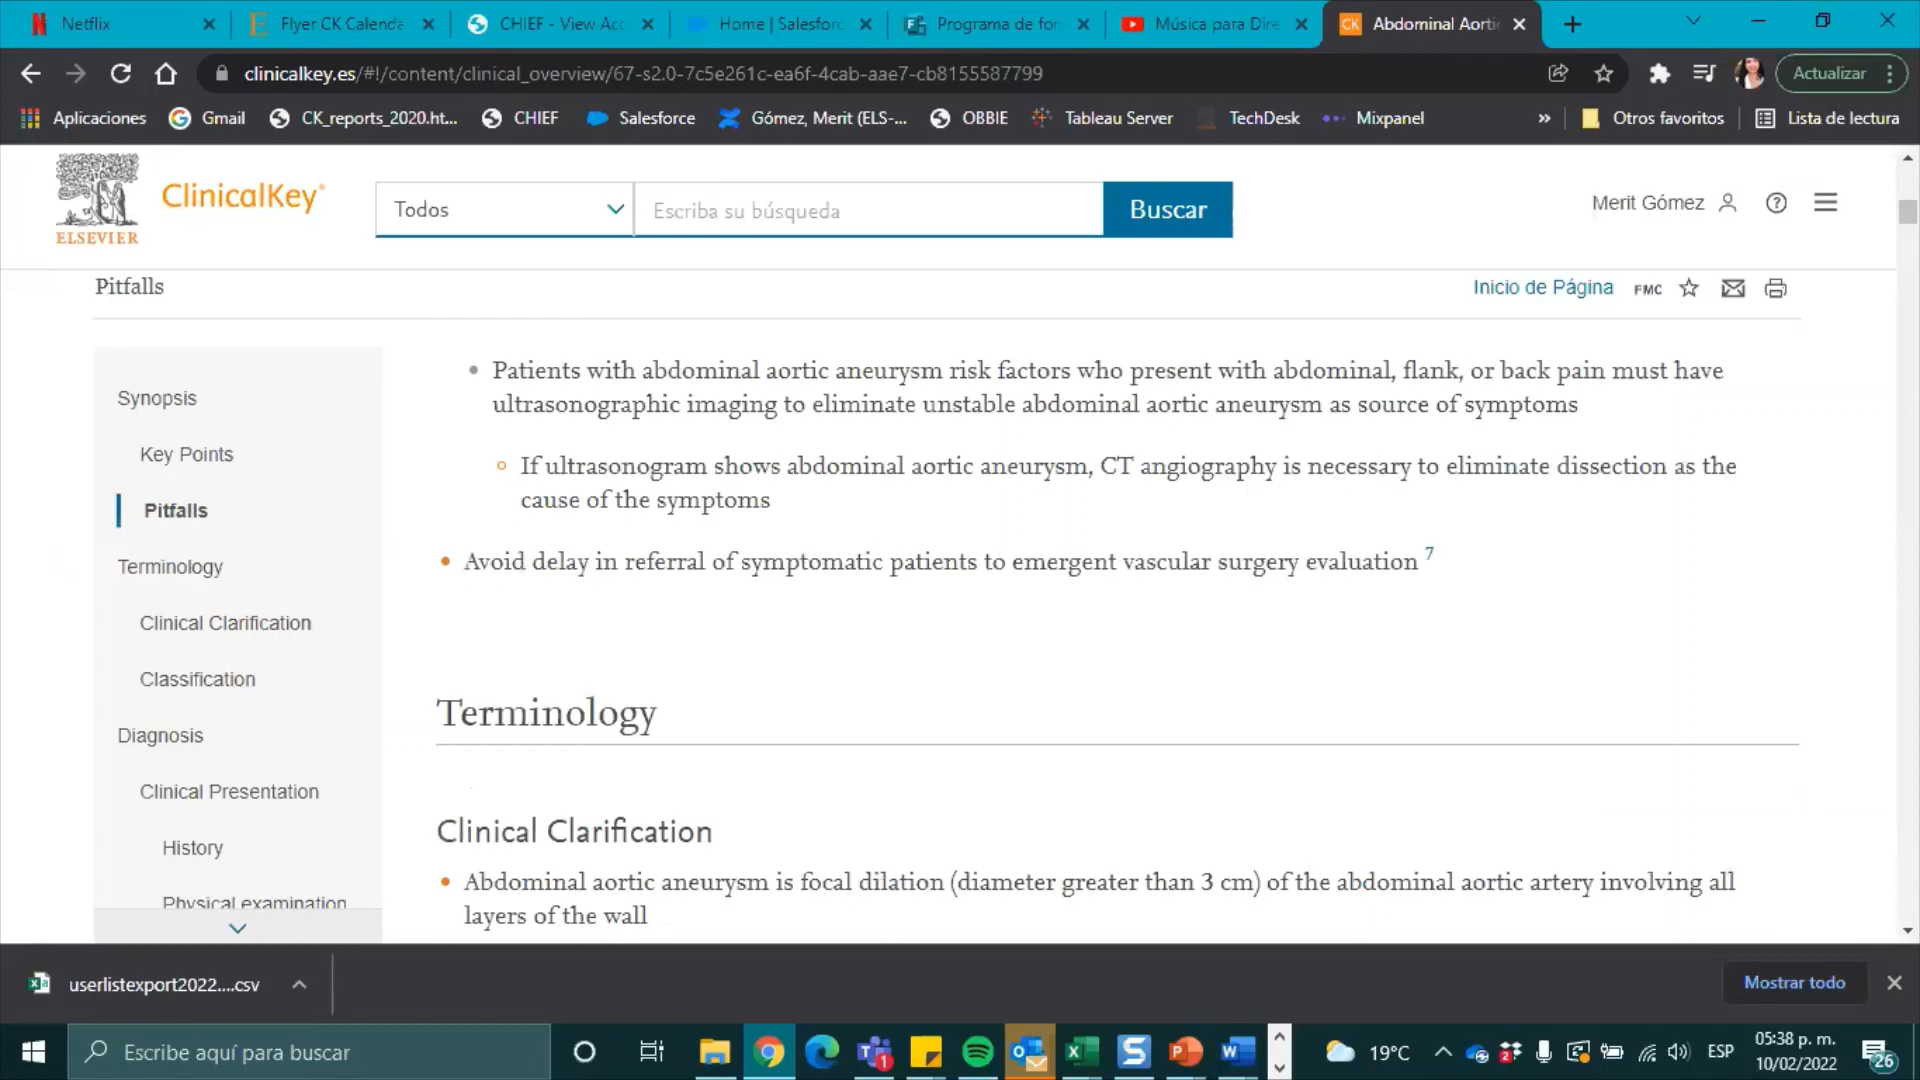 Netflix
Flyer CK Calenda
CHIEF - View Acc
Home | Salesforc
Programa de for
Música para Dire
CK Abdominal Aortic
clinicalkey.es/#!/content/clinical_overview/67-s2.0-7c5e261c-ea6f-4cab-aae7-cb8155587799
Actualizar
Aplicaciones
Gmail
CK_reports_2020.ht...
CHIEF
Salesforce
Gómez, Merit (ELS-...
OBBIE
Tableau Server
TechDesk
Mixpanel
»
Otros favoritos
Lista de lectura
ELSEVIER
ClinicalKey®
Todos
Escriba su búsqueda
Buscar
Merit Gómez
Pitfalls
Inicio de Página
FMC
Synopsis
Key Points
Pitfalls
Terminology
Clinical Clarification
Classification
Diagnosis
Clinical Presentation
History
Physical examination
Patients with abdominal aortic aneurysm risk factors who present with abdominal, flank, or back pain must have
ultrasonographic imaging to eliminate unstable abdominal aortic aneurysm as source of symptoms
If ultrasonogram shows abdominal aortic aneurysm, CT angiography is necessary to eliminate dissection as the
cause of the symptoms
Avoid delay in referral of symptomatic patients to emergent vascular surgery evaluation 7
Terminology
Clinical Clarification
Abdominal aortic aneurysm is focal dilation (diameter greater than 3 cm) of the abdominal aortic artery involving all
layers of the wall
userlistexport2022....csv
Mostrar todo
Escribe aquí para buscar
19°C
ESP
05:38 p. m.
10/02/2022
26